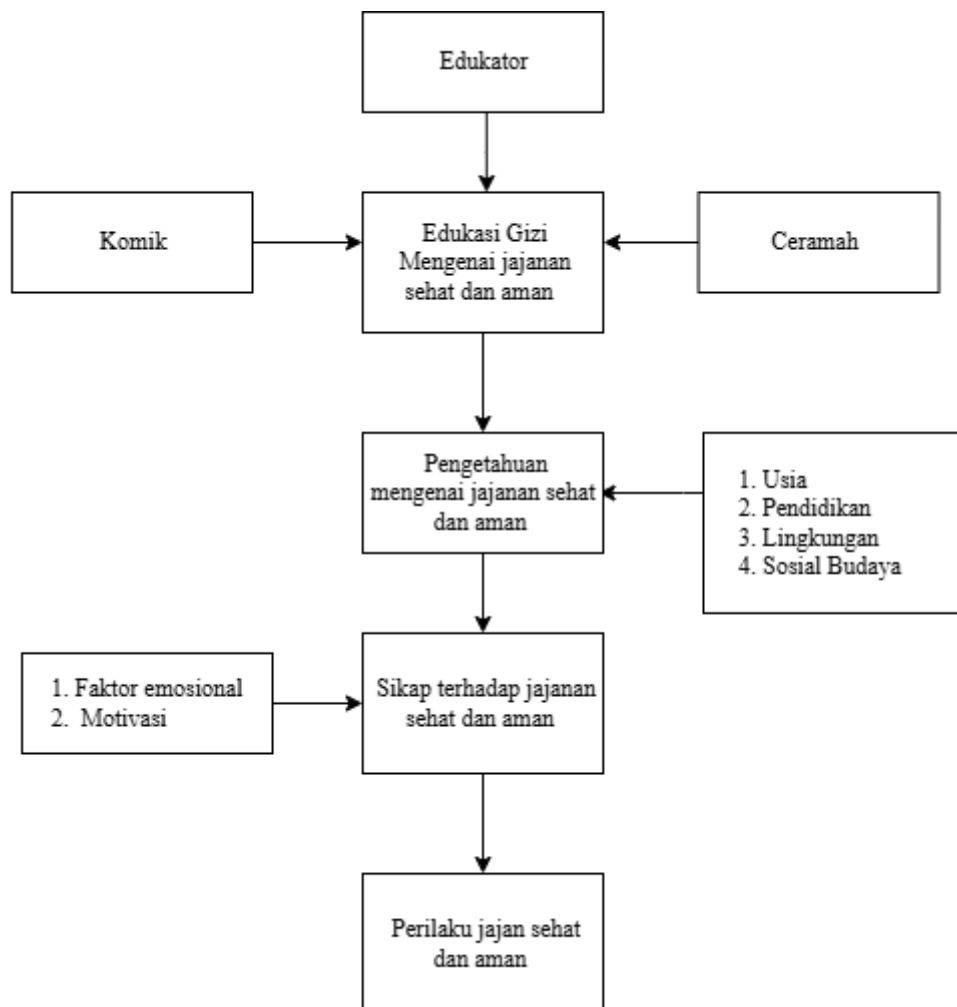 Edukator
Komik
Edukasi Gizi
Mengenai jajanan
sehat dan aman
Ceramah
Pengetahuan
mengenai jajanan sehat
dan aman
1. Usia
2. Pendidikan
3. Lingkungan
4. Sosial Budaya
1. Faktor emosional
2. Motivasi
Sikap terhadap jajanan
sehat dan aman
Perilaku jajan sehat
dan aman